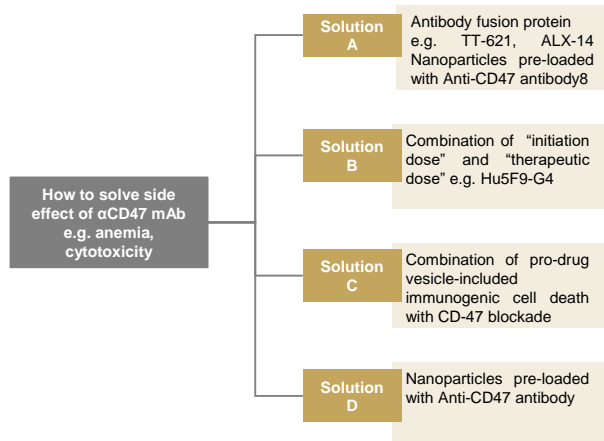 How to solve side
effect of αCD47 mAb
e.g. anemia,
cytotoxicity
Solution
A
Antibody fusion protein
e.g. TT-621, ALX-14
Nanoparticles pre-loaded
with Anti-CD47 antibody8
Solution
B
Combination of “initiation
dose” and “therapeutic
dose” e.g. Hu5F9-G4
Solution
C
Combination of pro-drug
vesicle-included
immunogenic cell death
with CD-47 blockade
Solution
D
Nanoparticles pre-loaded
with Anti-CD47 antibody